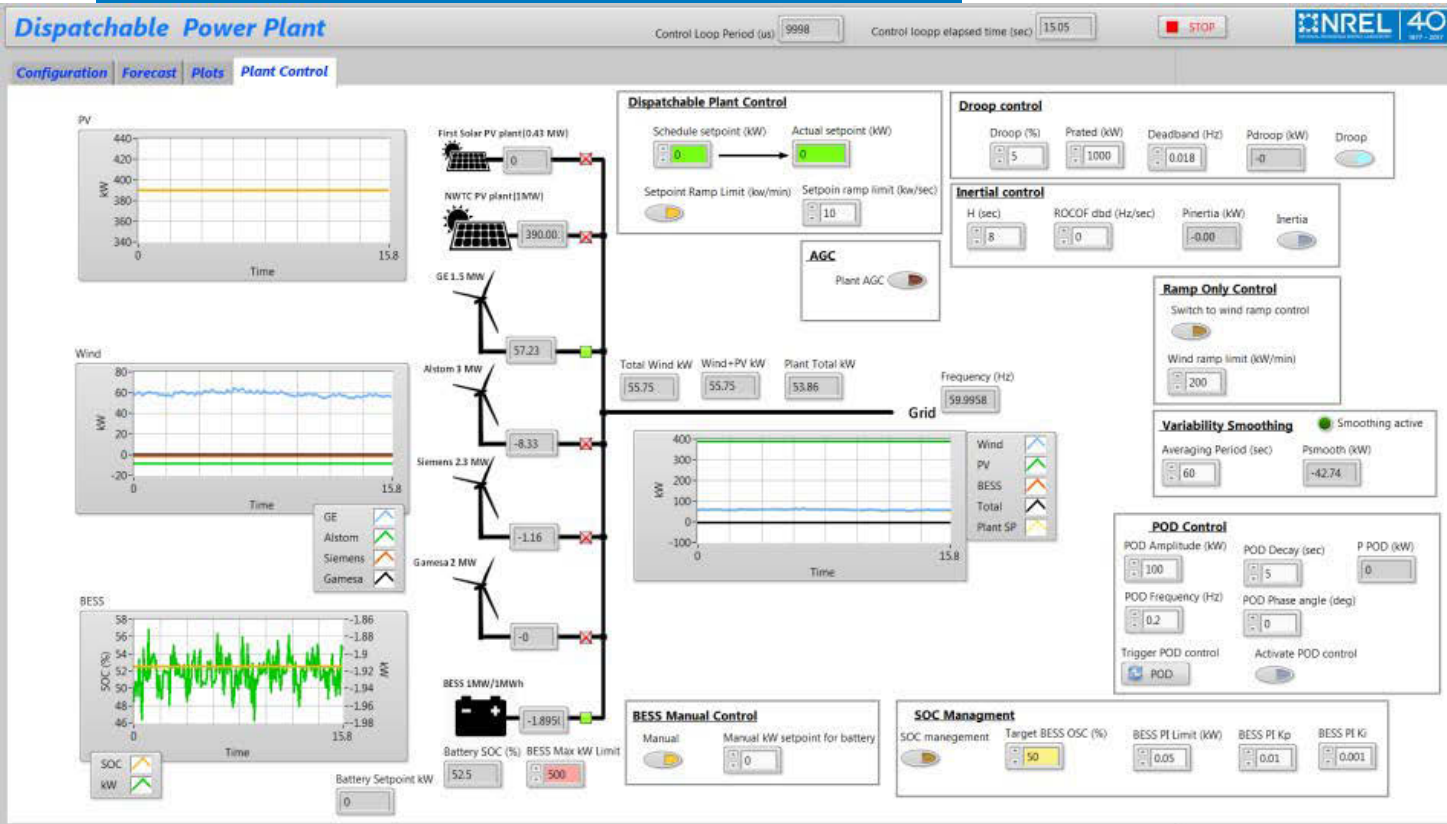 Dispatchable Power Plant
Control Loop Period (us) 9998
Control loopp elapsed time (sec) 15.05
STOP
NREL 40
Configuration Forecast Plots Plant Control
PV
440
420
400
380
360
340
kW
0 15.8
Time
First Solar PV plant(0.43 MW)
0
NWTC PV plant(1MW)
390.00
GE 1.5 MW
57.23
Alstom 3 MW
-8.33
Siemens 2.3 MW
-1.16
Gamesa 2 MW
-0
BESS 1MW/1MWh
-1.895(
Wind
80
60
40
20
0
-20
kW
0 15.8
Time
GE
Alstom
Siemens
Gamesa
BESS
58
56
54
52
50
48
46
SOC (%)
-1.86
-1.88
-1.9
-1.92
-1.94
-1.96
-1.98
kW
0 15.8
Time
SOC
kW
Battery Setpoint kW
0
Battery SOC (%)
52.5
BESS Max kW Limit
500
Dispatchable Plant Control
Schedule setpoint (kW) Actual setpoint (kW)
0 0
Setpoint Ramp Limit (kw/min) Setpoin ramp limit (kw/sec)
10
AGC
Plant AGC
Total Wind kW Wind+PV kW Plant Total kW
55.75 55.75 53.86
Frequency (Hz)
59.9958
Grid
400
300
200
100
0
-100
kW
0 15.8
Time
Wind
PV
BESS
Total
Plant SP
Droop control
Droop (%) Prated (kW) Deadband (Hz) Pdroop (kW) Droop
5 1000 0.018 -0
Inertial control
H (sec) ROCOF dbd (Hz/sec) Pinertia (kW) Inertia
8 0 -0.00
Ramp Only Control
Switch to wind ramp control
Wind ramp limit (kW/min)
200
Variability Smoothing Smoothing active
Averaging Period (sec) Psmooth (kW)
60 -42.74
POD Control
POD Amplitude (kW) POD Decay (sec) P POD (kW)
100 5 0
POD Frequency (Hz) POD Phase angle (deg)
0.2 0
Trigger POD control Activate POD control
POD
BESS Manual Control
Manual Manual kW setpoint for battery
0
SOC Managment
SOC manegement Target BESS OSC (%) BESS PI Limit (kW) BESS PI Kp BESS PI Ki
50 0.05 0.01 0.001